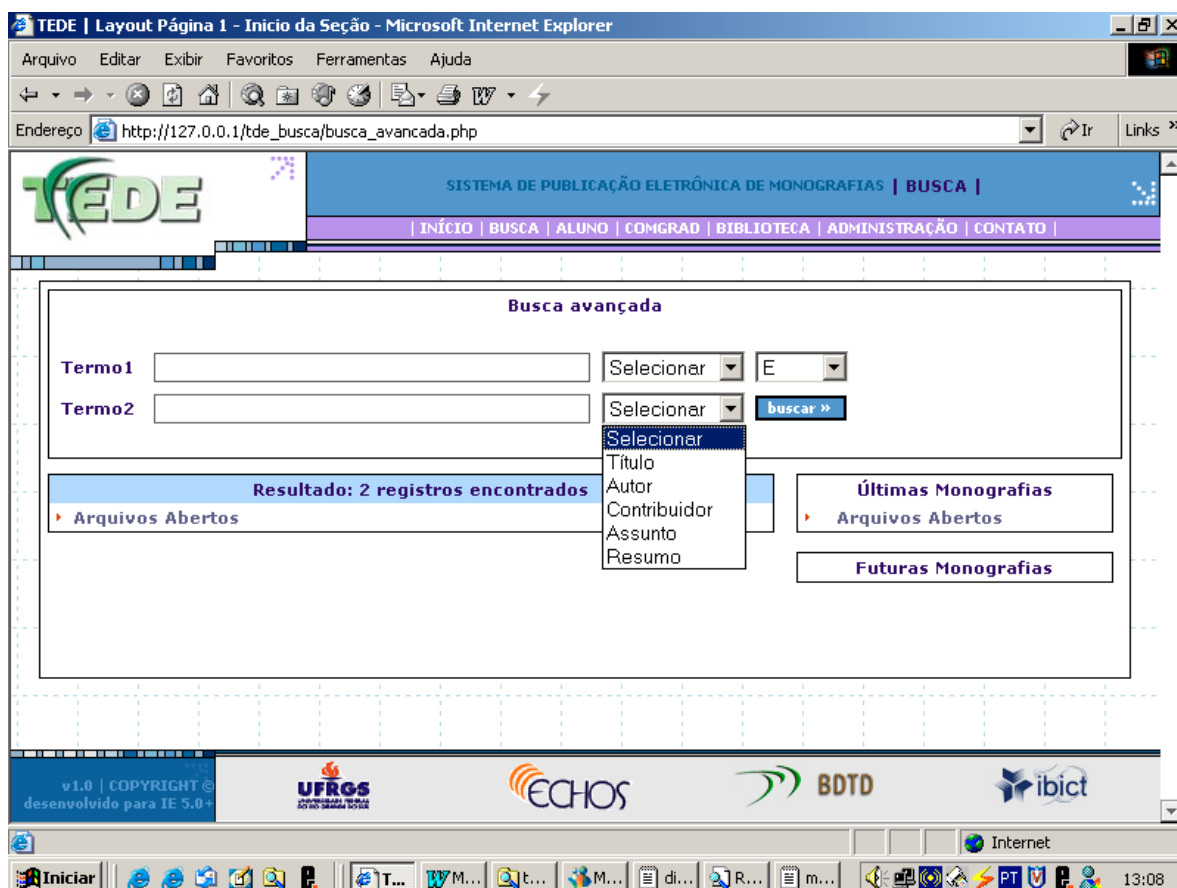 TEDE | Layout Página 1 - Inicio da Seção - Microsoft Internet Explorer
Arquivo Editar Exibir Favoritos Ferramentas Ajuda
Endereço http://127.0.0.1/tde_busca/busca_avancada.php Ir Links »
TEDE
SISTEMA DE PUBLICAÇÃO ELETRÔNICA DE MONOGRAFIAS | BUSCA |
| INÍCIO | BUSCA | ALUNO | COMGRAD | BIBLIOTECA | ADMINISTRAÇÃO | CONTATO |
Busca avançada
Termo1 Selecionar E
Termo2 Selecionar buscar »
Selecionar
Título
Autor
Contribuidor
Assunto
Resumo
Resultado: 2 registros encontrados
Arquivos Abertos
Últimas Monografias
Arquivos Abertos
Futuras Monografias
v1.0 | COPYRIGHT ©
desenvolvido para IE 5.0+
UFRGS
ECHOS
BDTD
ibict
Internet
Iniciar T... M... t... M... di... R... m... PT 13:08